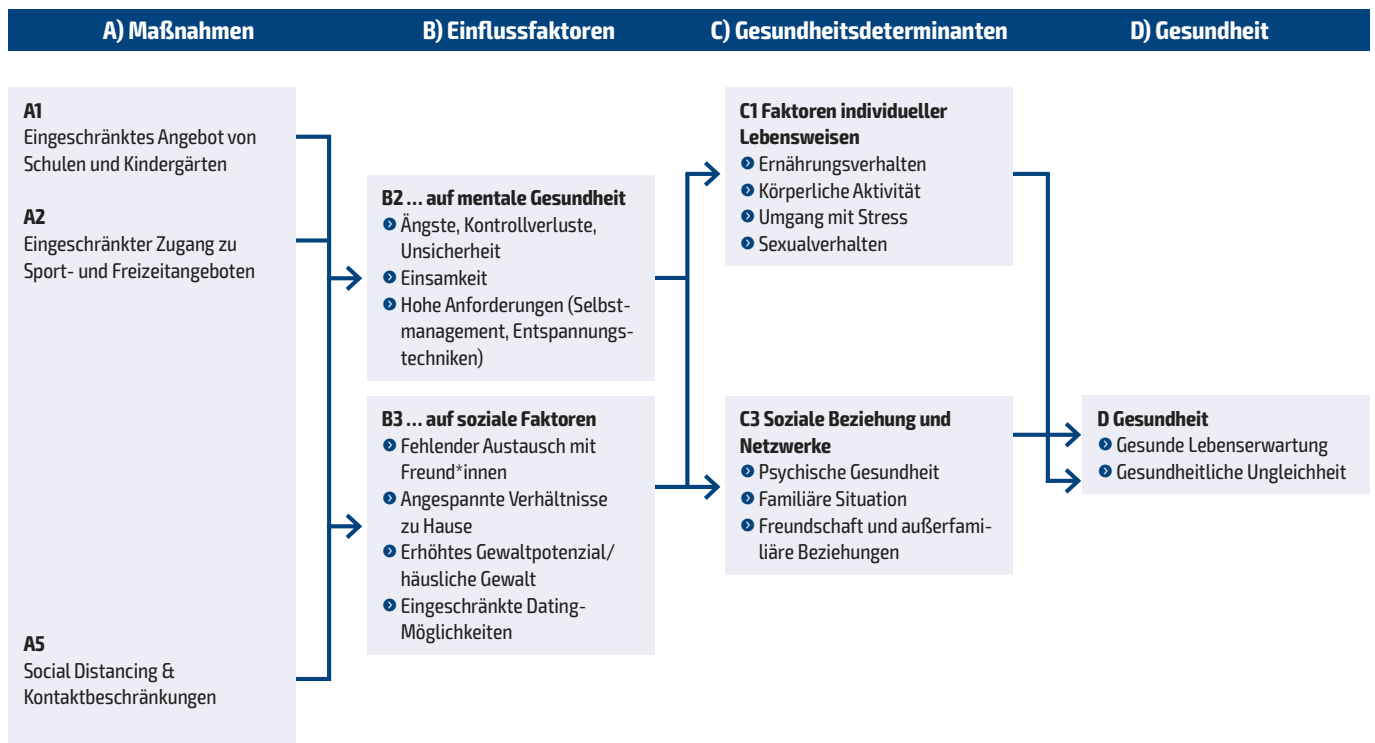 A) Maßnahmen
B) Einflussfaktoren
C) Gesundheitsdeterminanten
D) Gesundheit
A1
Eingeschränktes Angebot von
Schulen und Kindergärten
A2
Eingeschränkter Zugang zu
Sport- und Freizeitangeboten
A5
Social Distancing &
Kontaktbeschränkungen
B2 … auf mentale Gesundheit
Ängste, Kontrollverluste,
Unsicherheit
Einsamkeit
Hohe Anforderungen (Selbst-
management, Entspannungs-
techniken)
B3 … auf soziale Faktoren
Fehlender Austausch mit
Freund*innen
Angespannte Verhältnisse
zu Hause
Erhöhtes Gewaltpotenzial/
häusliche Gewalt
Eingeschränkte Dating-
Möglichkeiten
C1 Faktoren individueller
Lebensweisen
Ernährungsverhalten
Körperliche Aktivität
Umgang mit Stress
Sexualverhalten
C3 Soziale Beziehung und
Netzwerke
Psychische Gesundheit
Familiäre Situation
Freundschaft und außerfami-
liäre Beziehungen
D Gesundheit
Gesunde Lebenserwartung
Gesundheitliche Ungleichheit